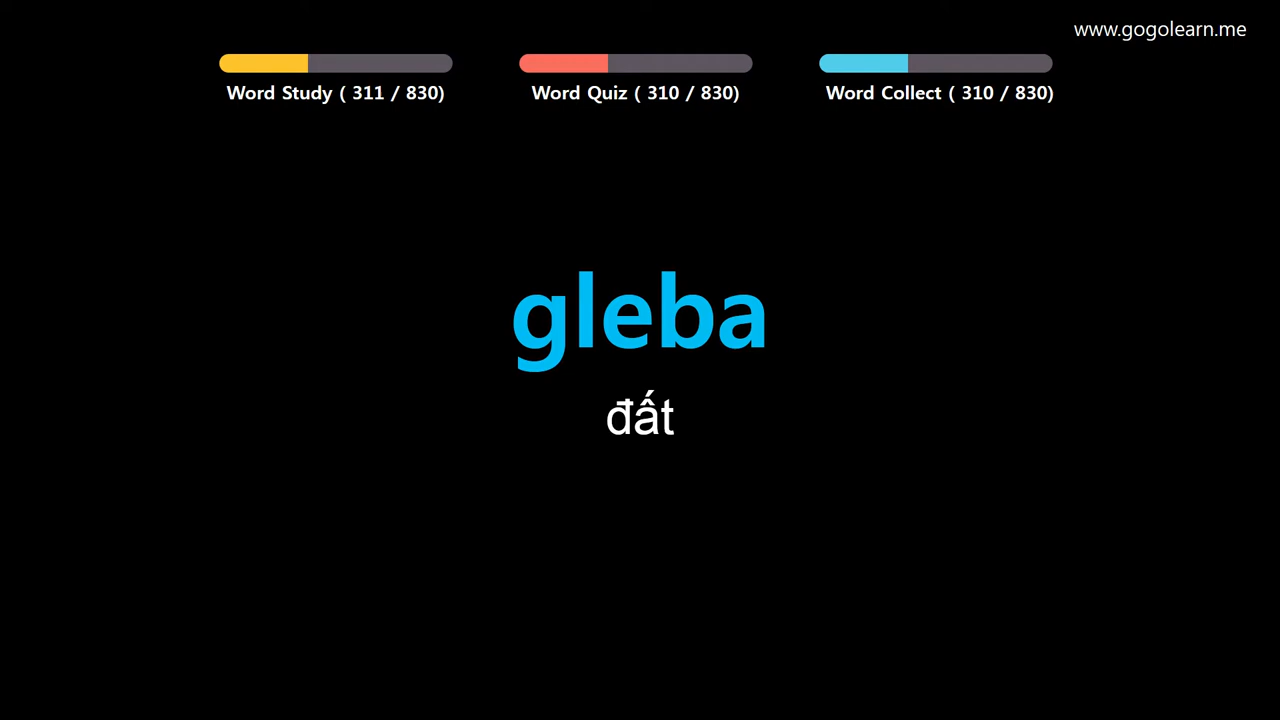 www.gogolearn.me
Word Study ( 311 / 830)
Word Quiz ( 310 / 830)
Word Collect ( 310 / 830)
gleba
đất